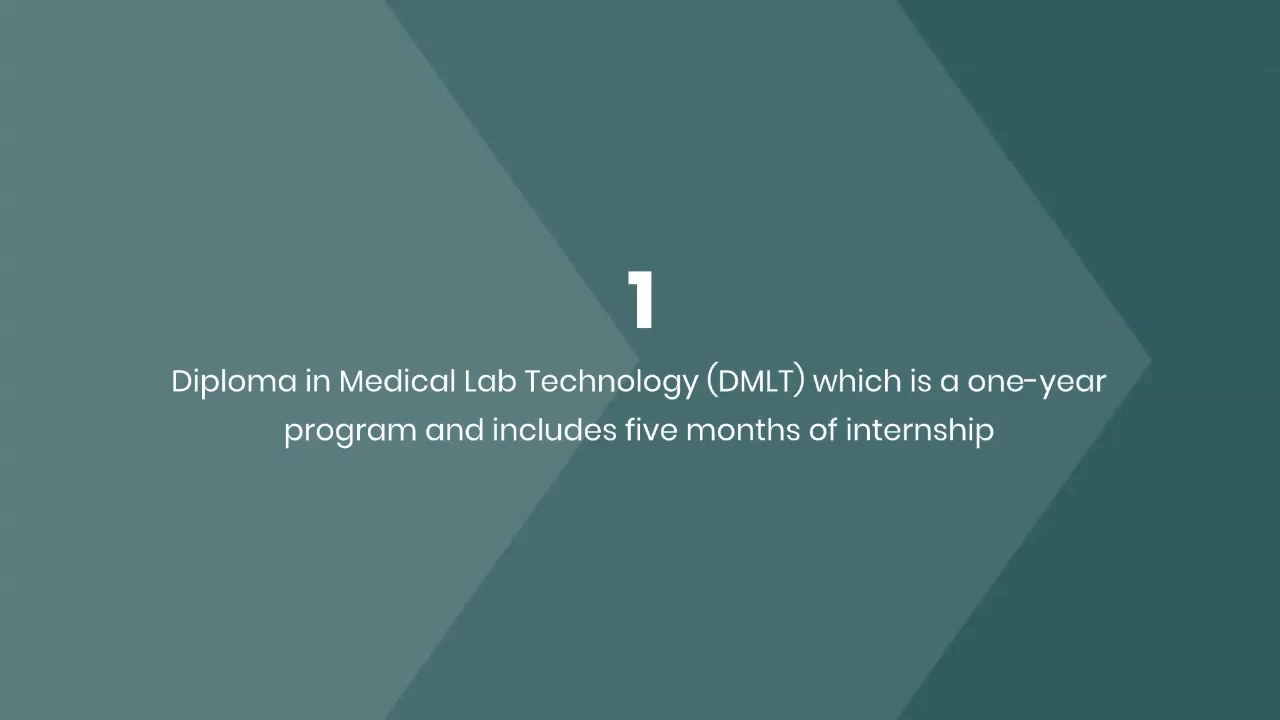 1
Diploma in Medical Lab Technology (DMLT) which is a one-year
program and includes five months of internship